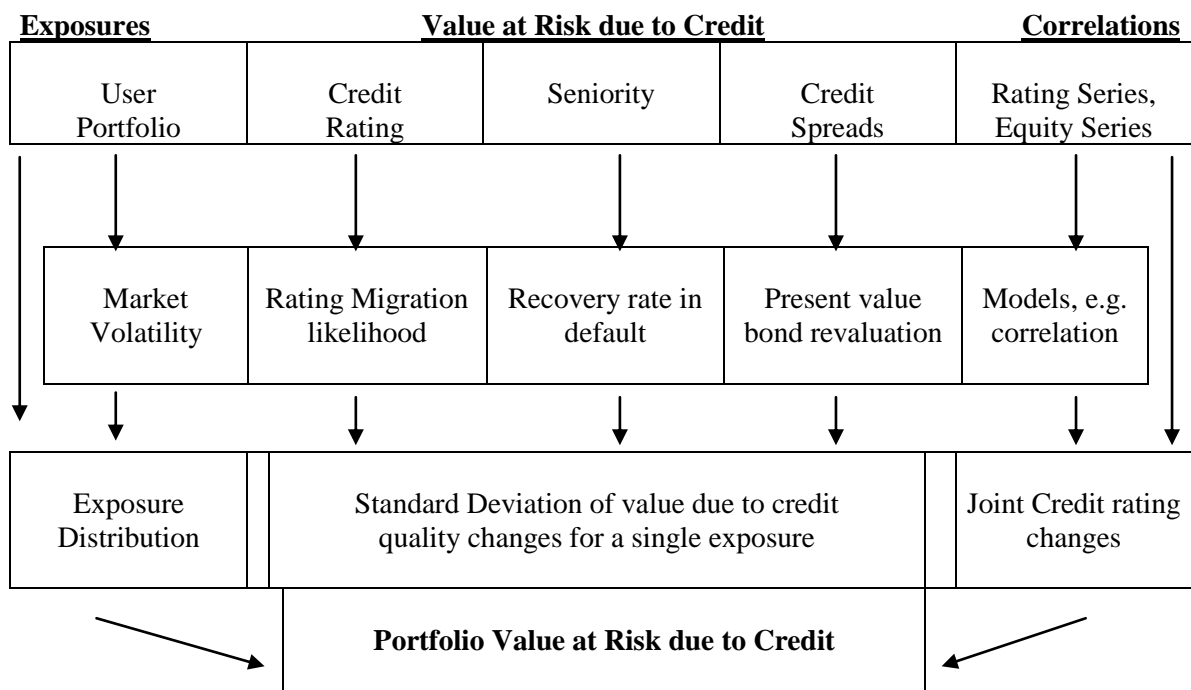 Exposures Value at Risk due to Credit Correlations
User Portfolio
Credit Rating
Seniority
Credit Spreads
Rating Series,
Equity Series
Market
Volatility
Rating Migration
likelihood
Recovery rate in
default
Present value
bond revaluation
Models, e.g.
correlation
Exposure
Distribution
Standard Deviation of value due to credit
quality changes for a single exposure
Joint Credit rating
changes
Portfolio Value at Risk due to Credit